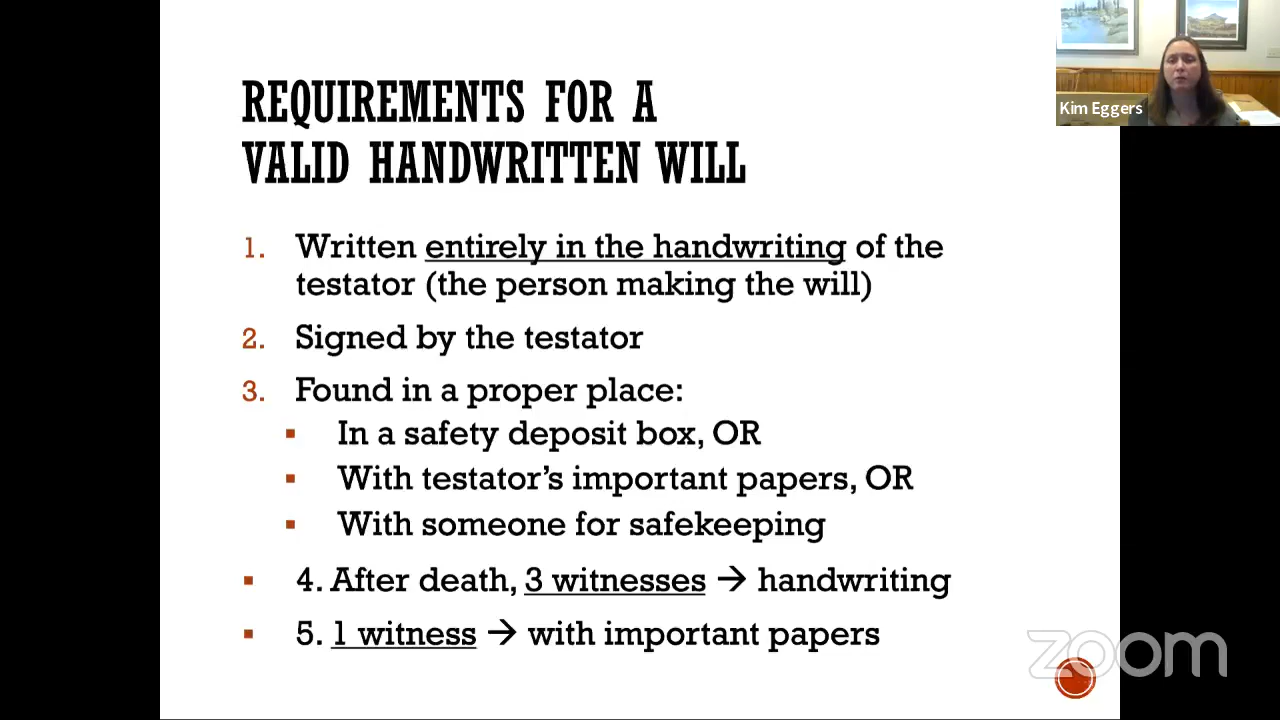 REQUIREMENTS FOR A
VALID HANDWRITTEN WILL
1. Written entirely in the handwriting of the
testator (the person making the will)
2. Signed by the testator
3. Found in a proper place:
▪ In a safety deposit box, OR
▪ With testator's important papers, OR
▪ With someone for safekeeping
▪ 4. After death, 3 witnesses → handwriting
▪ 5. 1 witness → with important papers
Kim Eggers
zoom